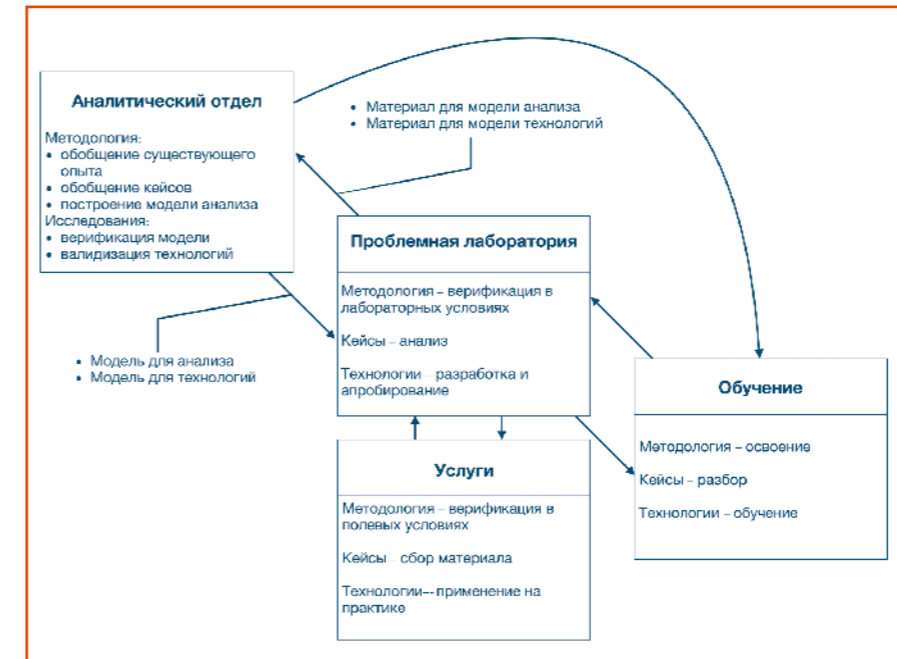 Аналитический отдел
Методология:
• обобщение существующего
опыта
• обобщение кейсов
• построение модели анализа
Исследования:
• верификация модели
• валидизация технологий
• Материал для модели анализа
• Материал для модели технологий
Проблемная лаборатория
Методология – верификация в
лабораторных условиях
Кейсы – анализ
Технологии – разработка и
апробирование
• Модель для анализа
• Модель для технологий
Обучение
Методология – освоение
Кейсы – разбор
Технологии – обучение
Услуги
Методология – верификация в
полевых условиях
Кейсы – сбор материала
Технологии–- применение на
практике